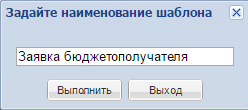 Задайте наименование шаблона
Заявка бюджетополучателя
Выполнить Выход